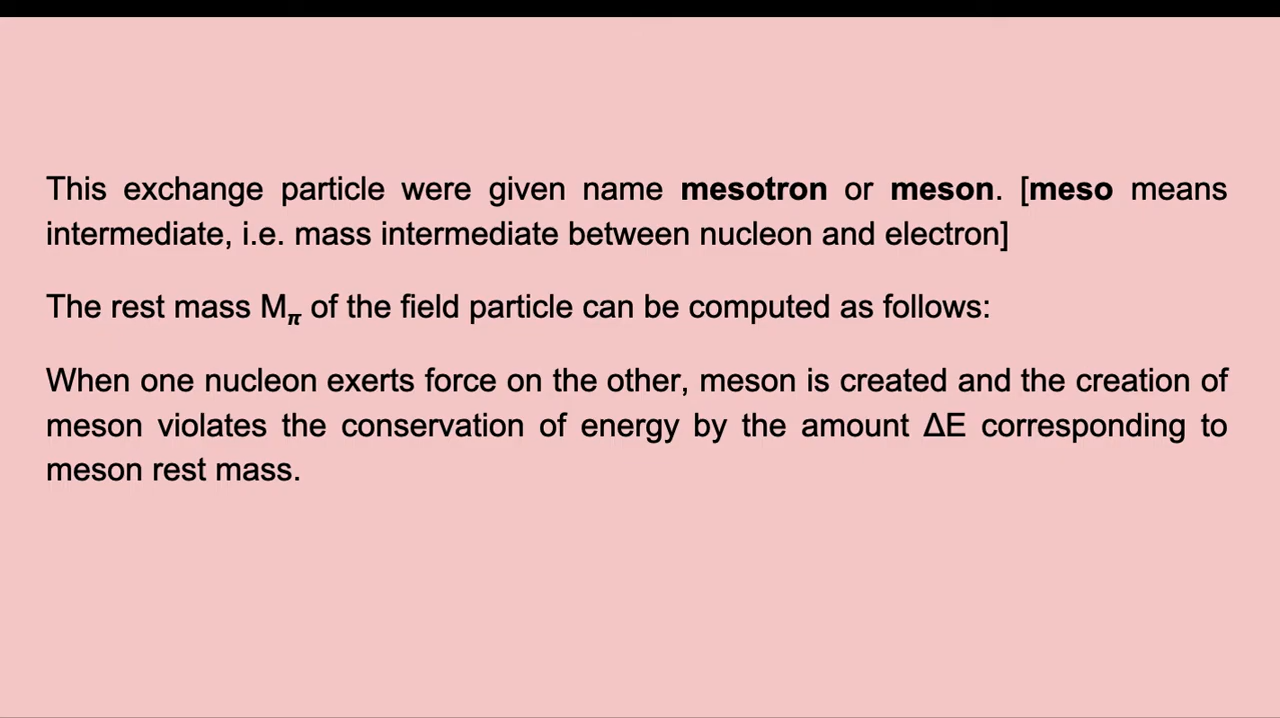 This exchange particle were given name mesotron or meson. [meso means
intermediate, i.e. mass intermediate between nucleon and electron]
The rest mass M𝝅 of the field particle can be computed as follows:
When one nucleon exerts force on the other, meson is created and the creation of
meson violates the conservation of energy by the amount ΔE corresponding to
meson rest mass.